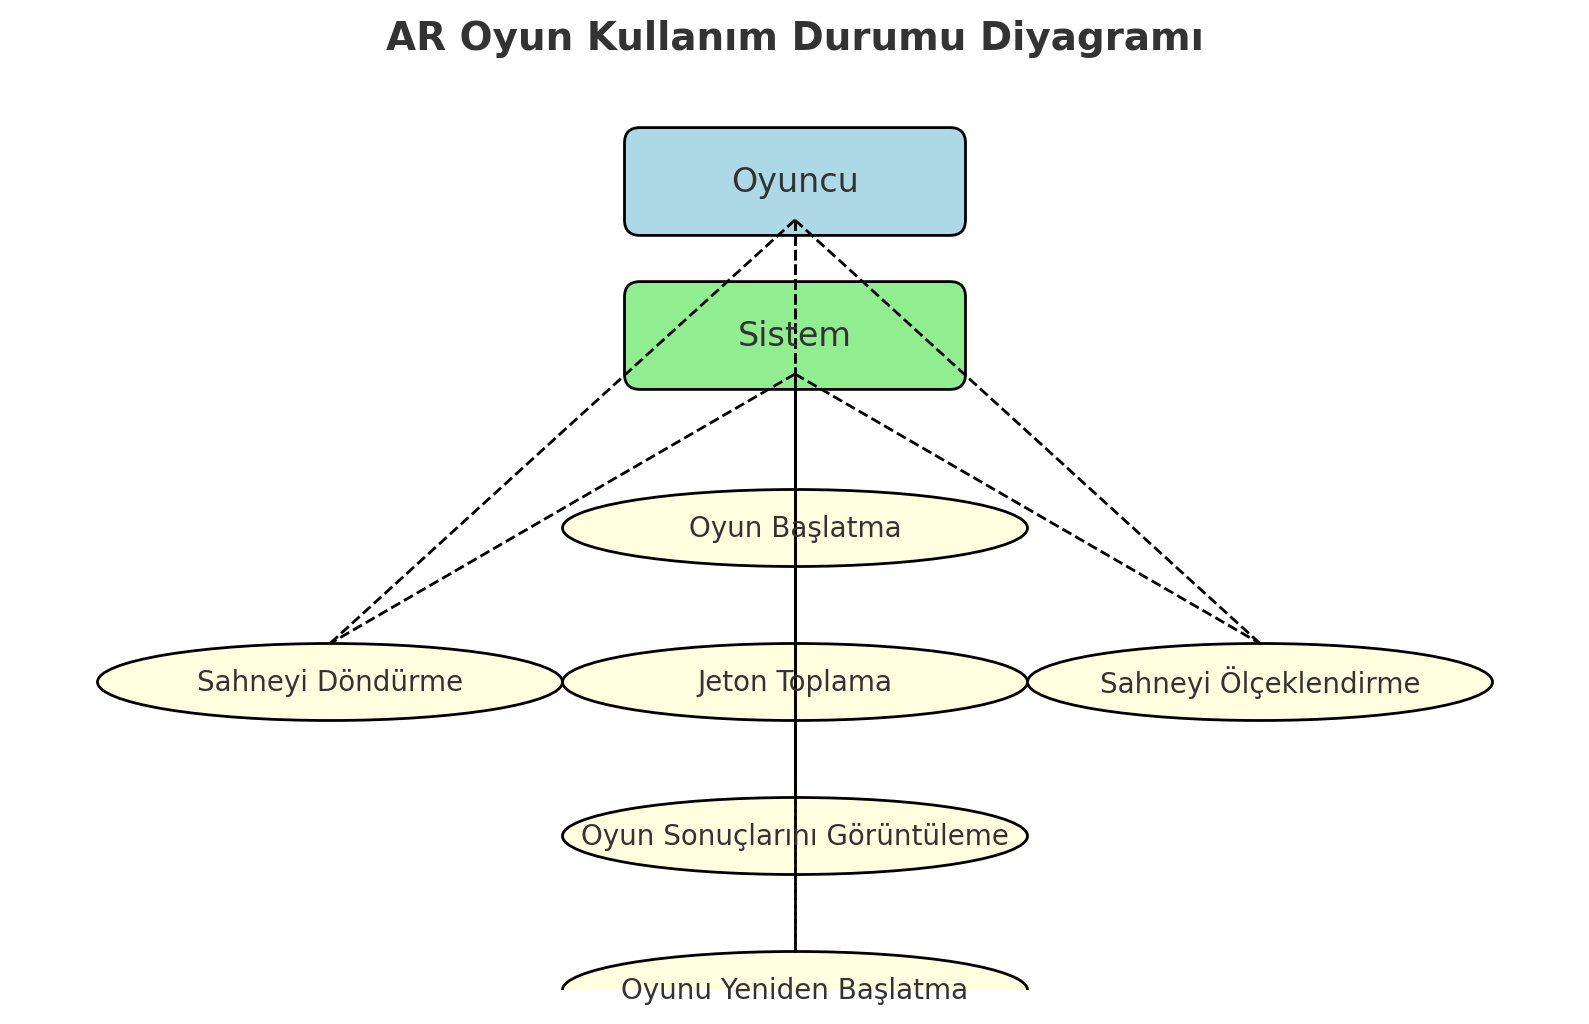 AR Oyun Kullanım Durumu Diyagramı
Oyuncu
Sistem
Oyun Başlatma
Sahneyi Döndürme
Jeton Toplama
Sahneyi Ölçeklendirme
Oyun Sonuçlarını Görüntüleme
Oyunu Yeniden Başlatma